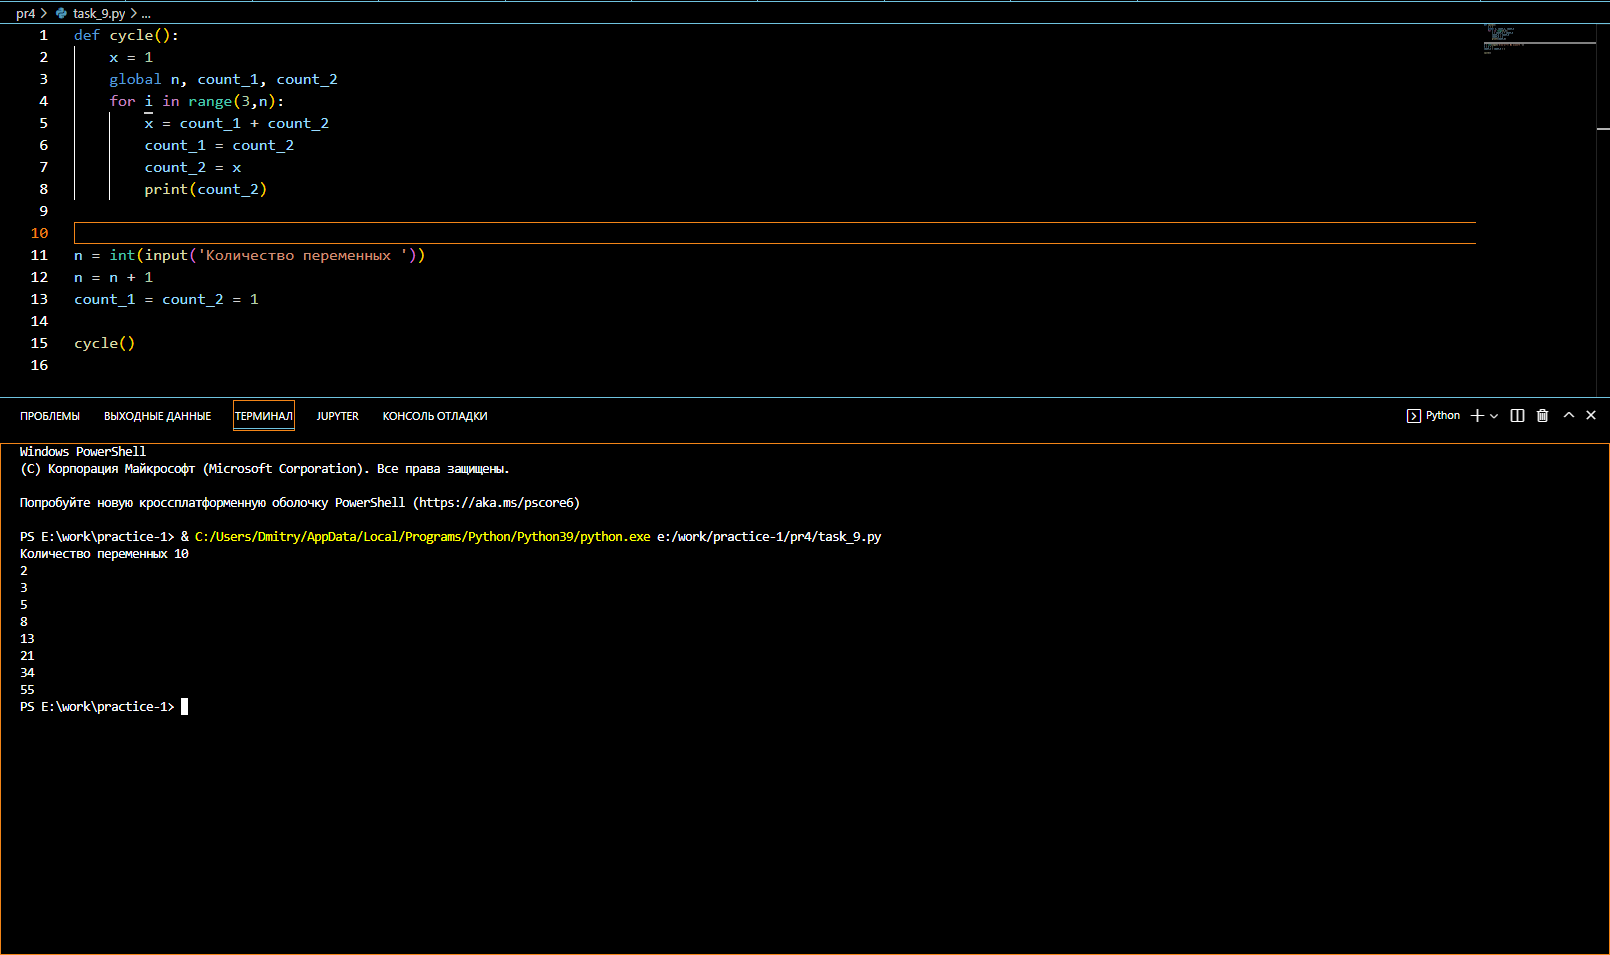 pr4 > task_9.py > ...
1 def cycle():
2 x = 1
3 global n, count_1, count_2
4 for i in range(3,n):
5 x = count_1 + count_2
6 count_1 = count_2
7 count_2 = x
8 print(count_2)
9
10
11 n = int(input('Количество переменных '))
12 n = n + 1
13 count_1 = count_2 = 1
14
15 cycle()
16
ПРОБЛЕМЫ ВЫХОДНЫЕ ДАННЫЕ ТЕРМИНАЛ JUPYTER КОНСОЛЬ ОТЛАДКИ Python
Windows PowerShell
(C) Корпорация Майкрософт (Microsoft Corporation). Все права защищены.
Попробуйте новую кроссплатформенную оболочку PowerShell (https://aka.ms/pscore6)
PS E:\work\practice-1> & C:/Users/Dmitry/AppData/Local/Programs/Python/Python39/python.exe e:/work/practice-1/pr4/task_9.py
Количество переменных 10
2
3
5
8
13
21
34
55
PS E:\work\practice-1>